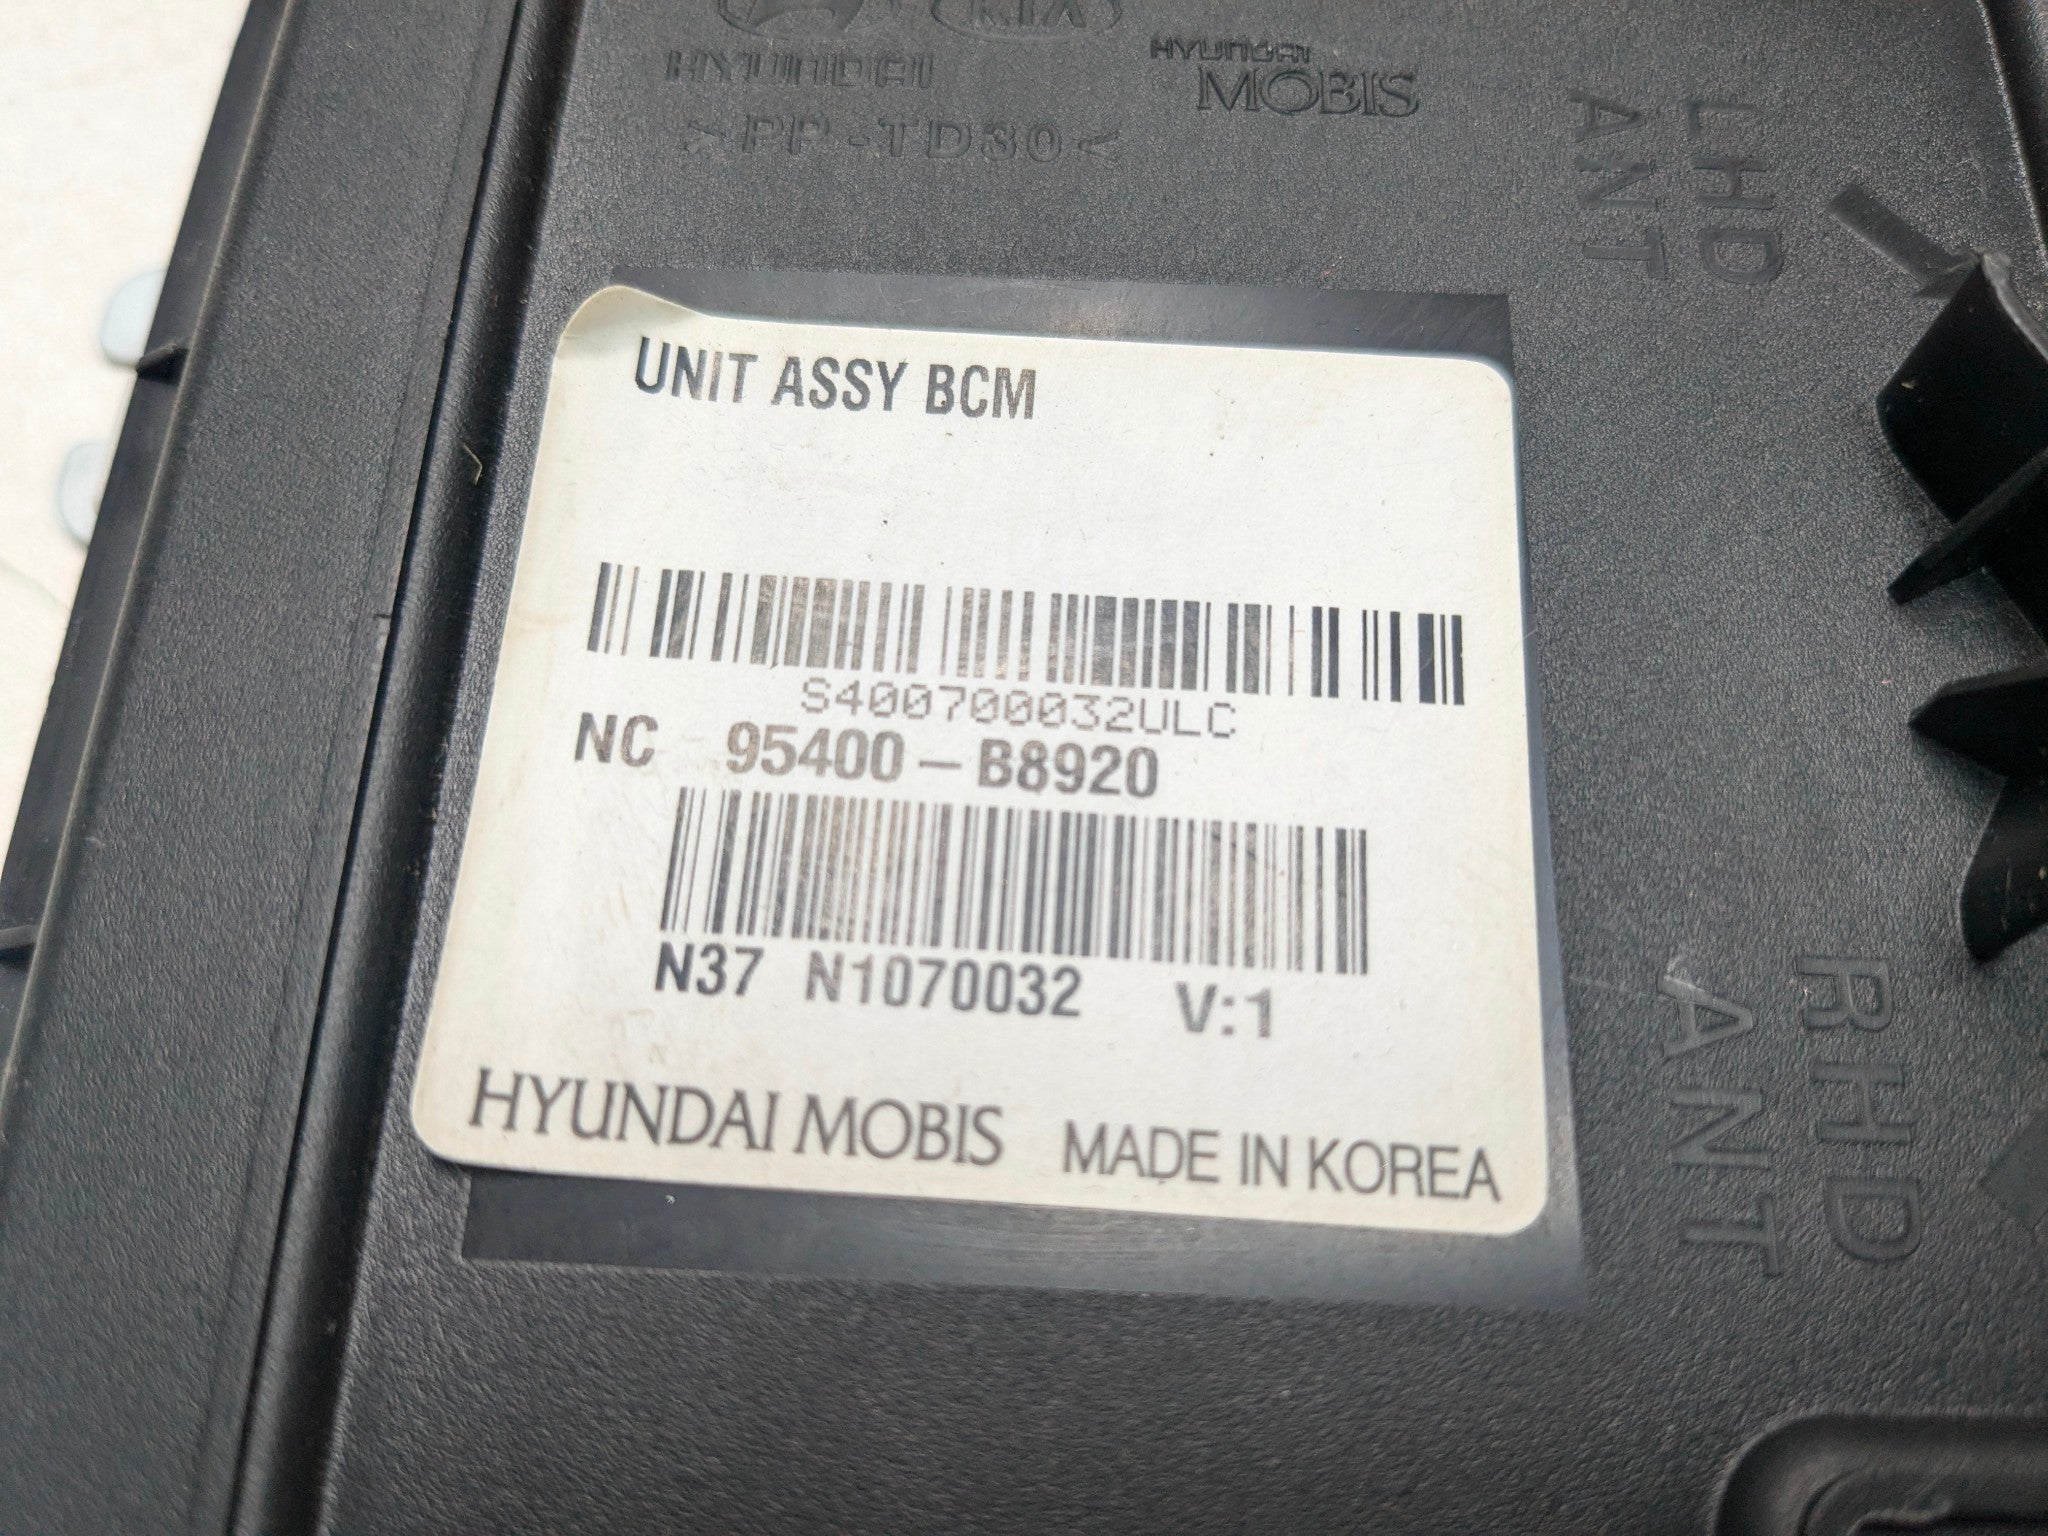 KIA
HYUNDAI
HYUNDAI
MOBIS
>PP-TD30<
LHD
ANT
UNIT ASSY BCM
S400700032ULC
NC 95400-B8920
N37 N1070032 V:1
HYUNDAI MOBIS MADE IN KOREA
RHD
ANT